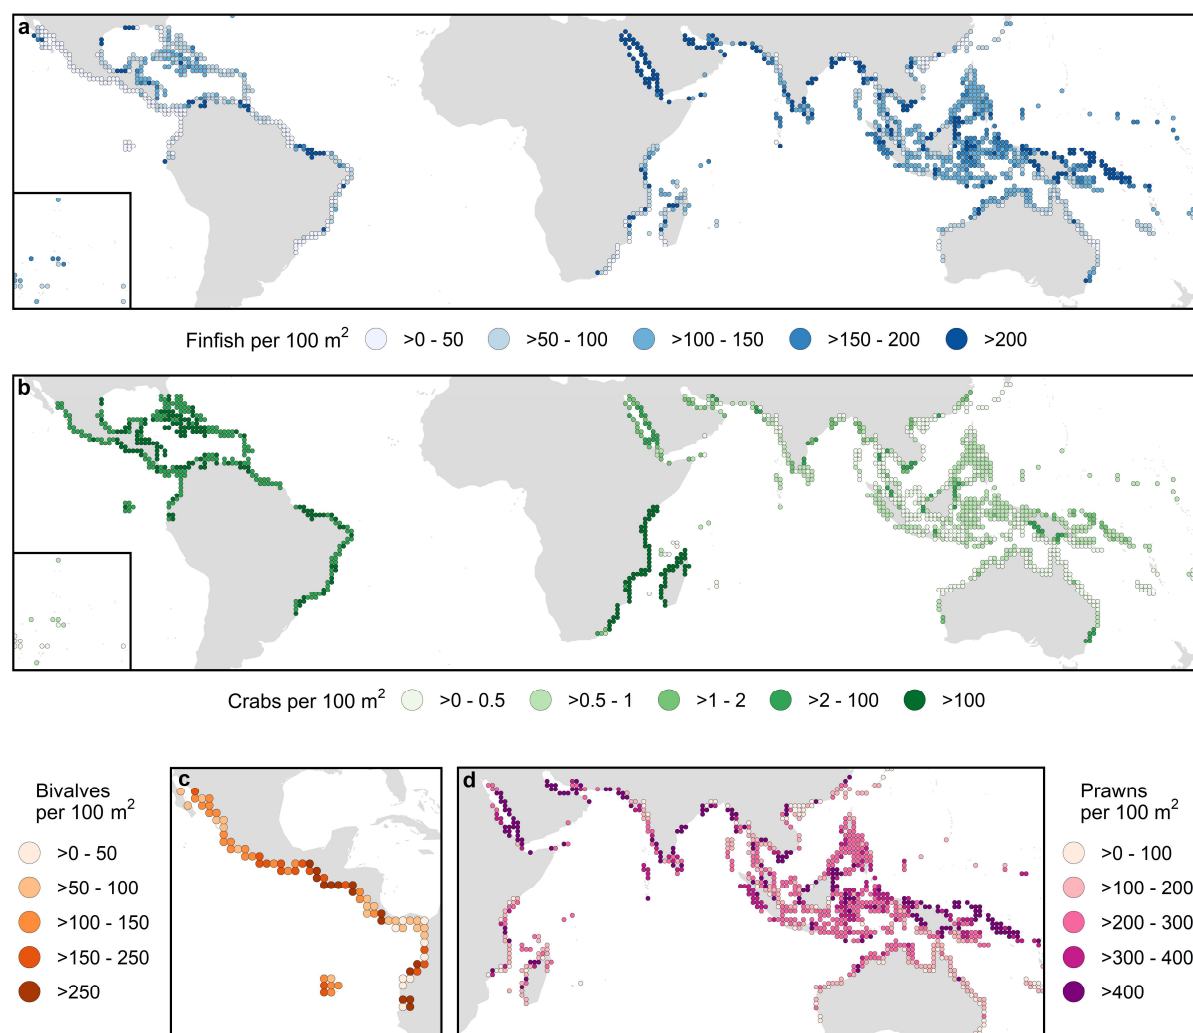 a
Finfish per 100 m² >0 - 50 >50 - 100 >100 - 150 >150 - 200 >200
b
Crabs per 100 m² >0 - 0.5 >0.5 - 1 >1 - 2 >2 - 100 >100
c
Bivalves
per 100 m²
>0 - 50
>50 - 100
>100 - 150
>150 - 250
>250
d
Prawns
per 100 m²
>0 - 100
>100 - 200
>200 - 300
>300 - 400
>400